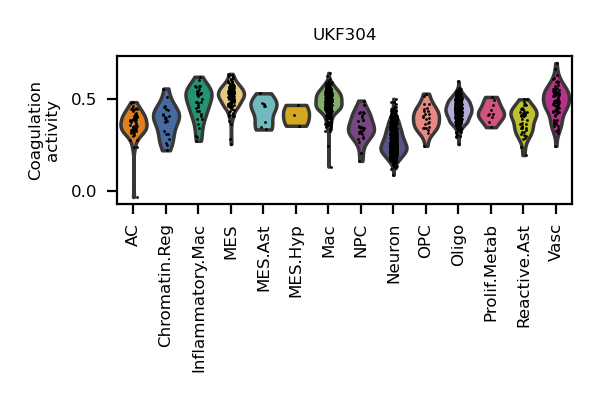 UKF304
Coagulation
activity
0.5
0.0
AC
Chromatin.Reg
Inflammatory.Mac
MES
MES.Ast
MES.Hyp
Mac
NPC
Neuron
OPC
Oligo
Prolif.Metab
Reactive.Ast
Vasc